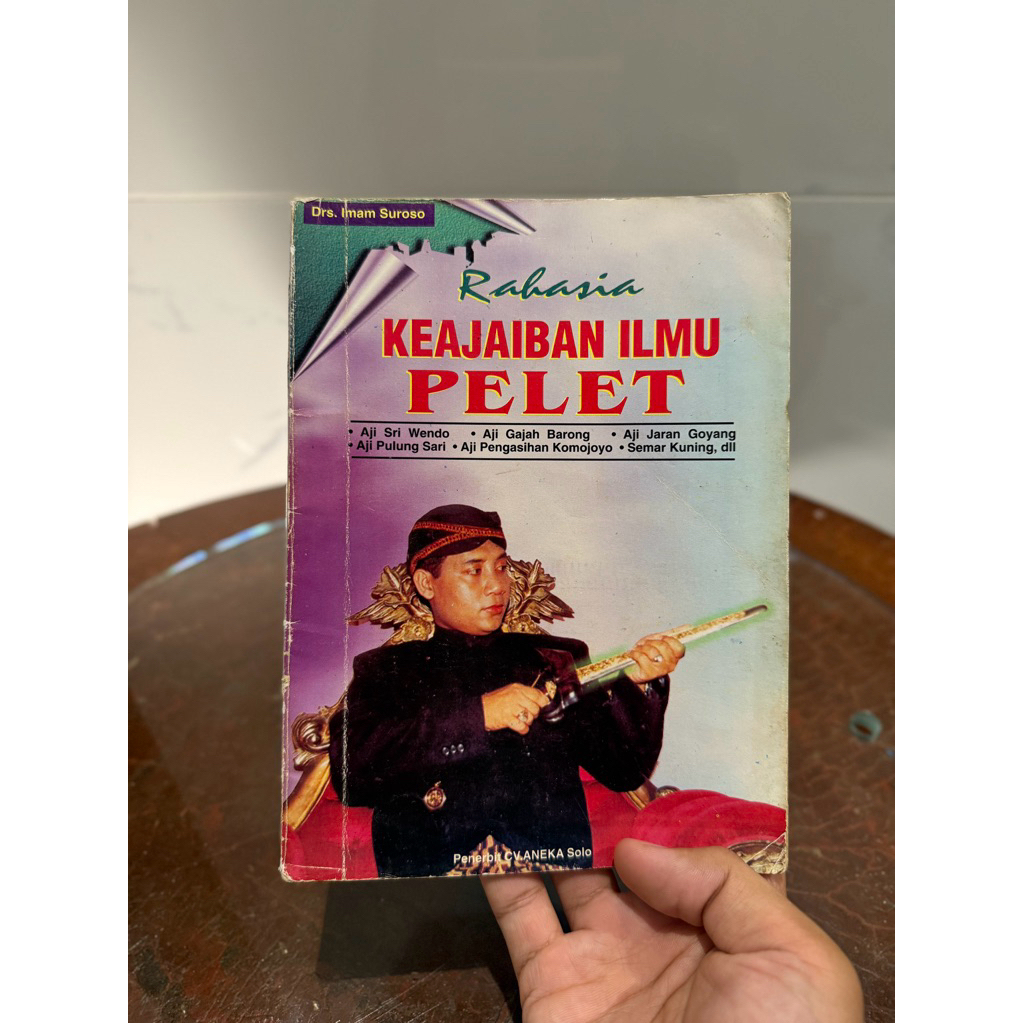 Drs. Imam Suroso
Rahasia
KEAJAIBAN ILMU
PELET
• Aji Sri Wendo • Aji Gajah Barong • Aji Jaran Goyang
• Aji Pulung Sari • Aji Pengasihan Komojoyo • Semar Kuning, dll
Penerbit CV.ANEKA Solo